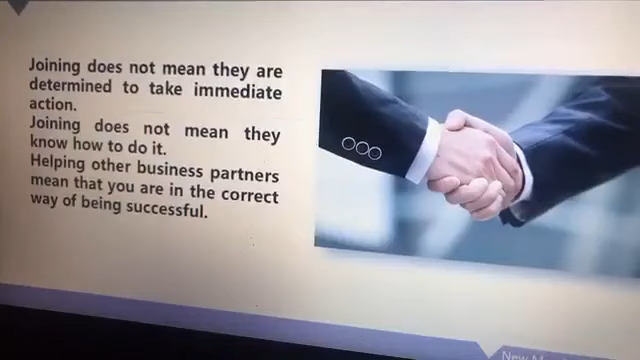 Joining does not mean they are
determined to take immediate
action.
Joining does not mean they
know how to do it.
Helping other business partners
mean that you are in the correct
way of being successful.
New